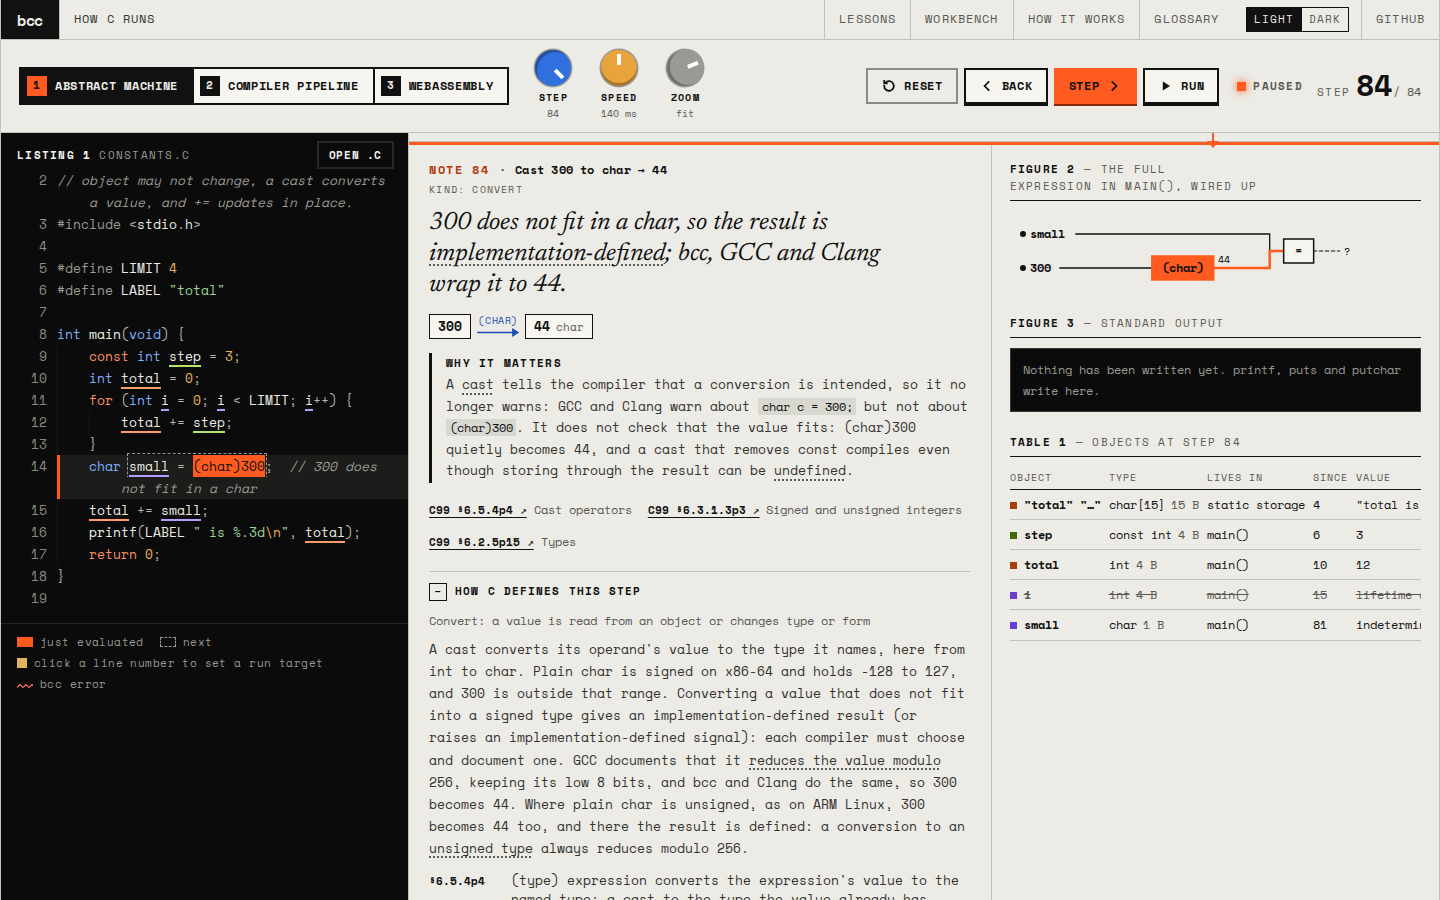 bcc HOW C RUNS LESSONS WORKBENCH HOW IT WORKS GLOSSARY LIGHT DARK GITHUB
1 ABSTRACT MACHINE 2 COMPILER PIPELINE 3 WEBASSEMBLY
STEP 84 SPEED 140 ms ZOOM fit
RESET BACK STEP RUN PAUSED STEP 84 / 84
LISTING 1 CONSTANTS.C OPEN .C
2 // object may not change, a cast converts
a value, and += updates in place.
3 #include <stdio.h>
4
5 #define LIMIT 4
6 #define LABEL "total"
7
8 int main(void) {
9 const int step = 3;
10 int total = 0;
11 for (int i = 0; i < LIMIT; i++) {
12 total += step;
13 }
14 char small = (char)300; // 300 does
not fit in a char
15 total += small;
16 printf(LABEL " is %.3d\n", total);
17 return 0;
18 }
19
just evaluated next
click a line number to set a run target
bcc error
NOTE 84 · Cast 300 to char → 44
KIND: CONVERT
300 does not fit in a char, so the result is
implementation-defined; bcc, GCC and Clang
wrap it to 44.
300 (CHAR) 44 char
WHY IT MATTERS
A cast tells the compiler that a conversion is intended, so it no
longer warns: GCC and Clang warn about char c = 300; but not about
(char)300. It does not check that the value fits: (char)300
quietly becomes 44, and a cast that removes const compiles even
though storing through the result can be undefined.
C99 §6.5.4p4 ↗ Cast operators C99 §6.3.1.3p3 ↗ Signed and unsigned integers
C99 §6.2.5p15 ↗ Types
− HOW C DEFINES THIS STEP
Convert: a value is read from an object or changes type or form
A cast converts its operand's value to the type it names, here from
int to char. Plain char is signed on x86-64 and holds -128 to 127,
and 300 is outside that range. Converting a value that does not fit
into a signed type gives an implementation-defined result (or
raises an implementation-defined signal): each compiler must choose
and document one. GCC documents that it reduces the value modulo
256, keeping its low 8 bits, and bcc and Clang do the same, so 300
becomes 44. Where plain char is unsigned, as on ARM Linux, 300
becomes 44 too, and there the result is defined: a conversion to an
unsigned type always reduces modulo 256.
§6.5.4p4 (type) expression converts the expression's value to the
named type; a cast to the type the value already has
FIGURE 2 — THE FULL
EXPRESSION IN MAIN(), WIRED UP
small
300 (char) 44 = ?
FIGURE 3 — STANDARD OUTPUT
Nothing has been written yet. printf, puts and putchar
write here.
TABLE 1 — OBJECTS AT STEP 84
OBJECT TYPE LIVES IN SINCE VALUE
"total" "…" char[15] 15 B static storage 4 "total is
step const int 4 B main() 6 3
total int 4 B main() 10 12
i int 4 B main() 15 lifetime
small char 1 B main() 81